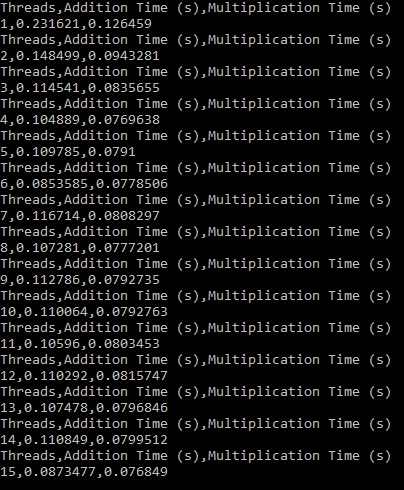 Threads,Addition Time (s),Multiplication Time (s)
1,0.231621,0.126459
Threads,Addition Time (s),Multiplication Time (s)
2,0.148499,0.0943281
Threads,Addition Time (s),Multiplication Time (s)
3,0.114541,0.0835655
Threads,Addition Time (s),Multiplication Time (s)
4,0.104889,0.0769638
Threads,Addition Time (s),Multiplication Time (s)
5,0.109785,0.0791
Threads,Addition Time (s),Multiplication Time (s)
6,0.0853585,0.0778506
Threads,Addition Time (s),Multiplication Time (s)
7,0.116714,0.0808297
Threads,Addition Time (s),Multiplication Time (s)
8,0.107281,0.0777201
Threads,Addition Time (s),Multiplication Time (s)
9,0.112786,0.0792735
Threads,Addition Time (s),Multiplication Time (s)
10,0.110064,0.0792763
Threads,Addition Time (s),Multiplication Time (s)
11,0.10596,0.0803453
Threads,Addition Time (s),Multiplication Time (s)
12,0.110292,0.0815747
Threads,Addition Time (s),Multiplication Time (s)
13,0.107478,0.0796846
Threads,Addition Time (s),Multiplication Time (s)
14,0.110849,0.0799512
Threads,Addition Time (s),Multiplication Time (s)
15,0.0873477,0.076849